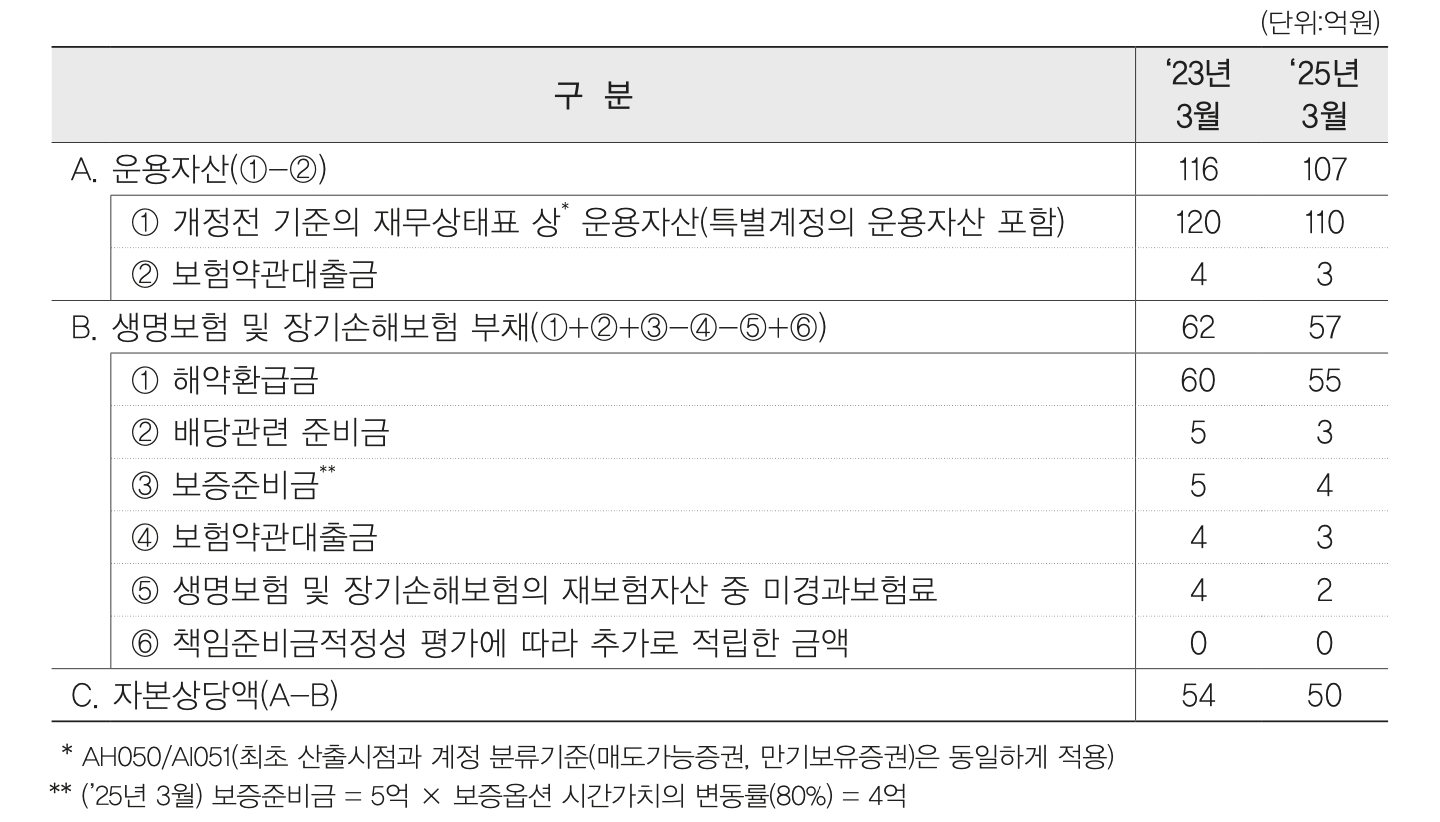 (단위:억원)
구 분 ‘23년 3월 ‘25년 3월
A. 운용자산(①-②) 116 107
① 개정전 기준의 재무상태표 상* 운용자산(특별계정의 운용자산 포함) 120 110
② 보험약관대출금 4 3
B. 생명보험 및 장기손해보험 부채(①+②+③-④-⑤+⑥) 62 57
① 해약환급금 60 55
② 배당관련 준비금 5 3
③ 보증준비금** 5 4
④ 보험약관대출금 4 3
⑤ 생명보험 및 장기손해보험의 재보험자산 중 미경과보험료 4 2
⑥ 책임준비금적정성 평가에 따라 추가로 적립한 금액 0 0
C. 자본상당액(A-B) 54 50
* AH050/AI051(최초 산출시점과 계정 분류기준(매도가능증권, 만기보유증권)은 동일하게 적용)
** (’25년 3월) 보증준비금 = 5억 × 보증옵션 시간가치의 변동률(80%) = 4억